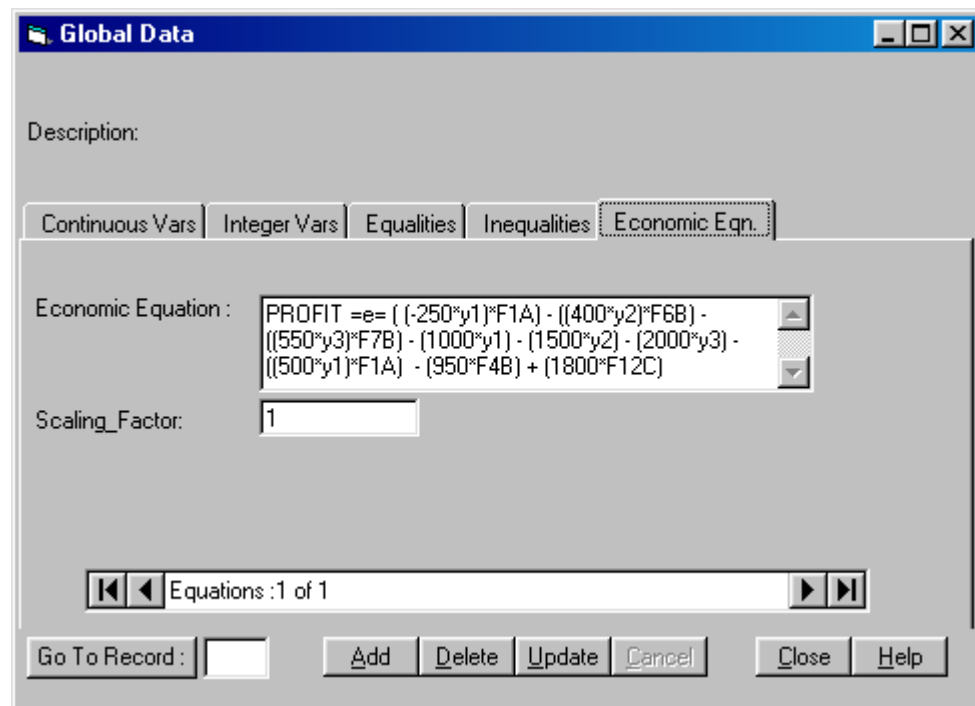 Global Data
Description:
Continuous Vars Integer Vars Equalities Inequalities Economic Eqn.
Economic Equation :
PROFIT =e= ( (-250*y1)*F1A) - ((400*y2)*F6B) -
((550*y3)*F7B) - (1000*y1) - (1500*y2) - (2000*y3) -
((500*y1)*F1A)  - (950*F4B) + (1800*F12C)
Scaling_Factor:
1
Equations :1 of 1
Go To Record : Add Delete Update Cancel Close Help